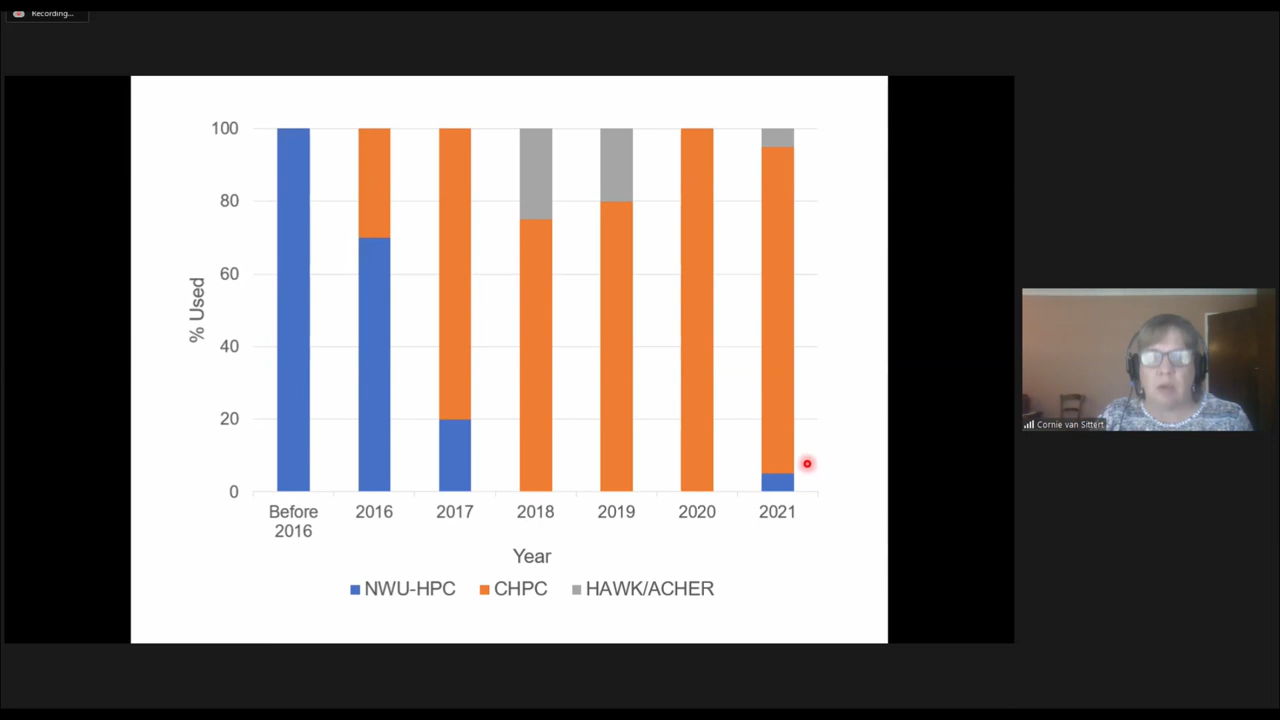 Recording...
100
80
60
40
20
0
% Used
Before 2016 2017 2018 2019 2020 2021
2016
Year
NWU-HPC CHPC HAWK/ACHER
Cornie van Sittert